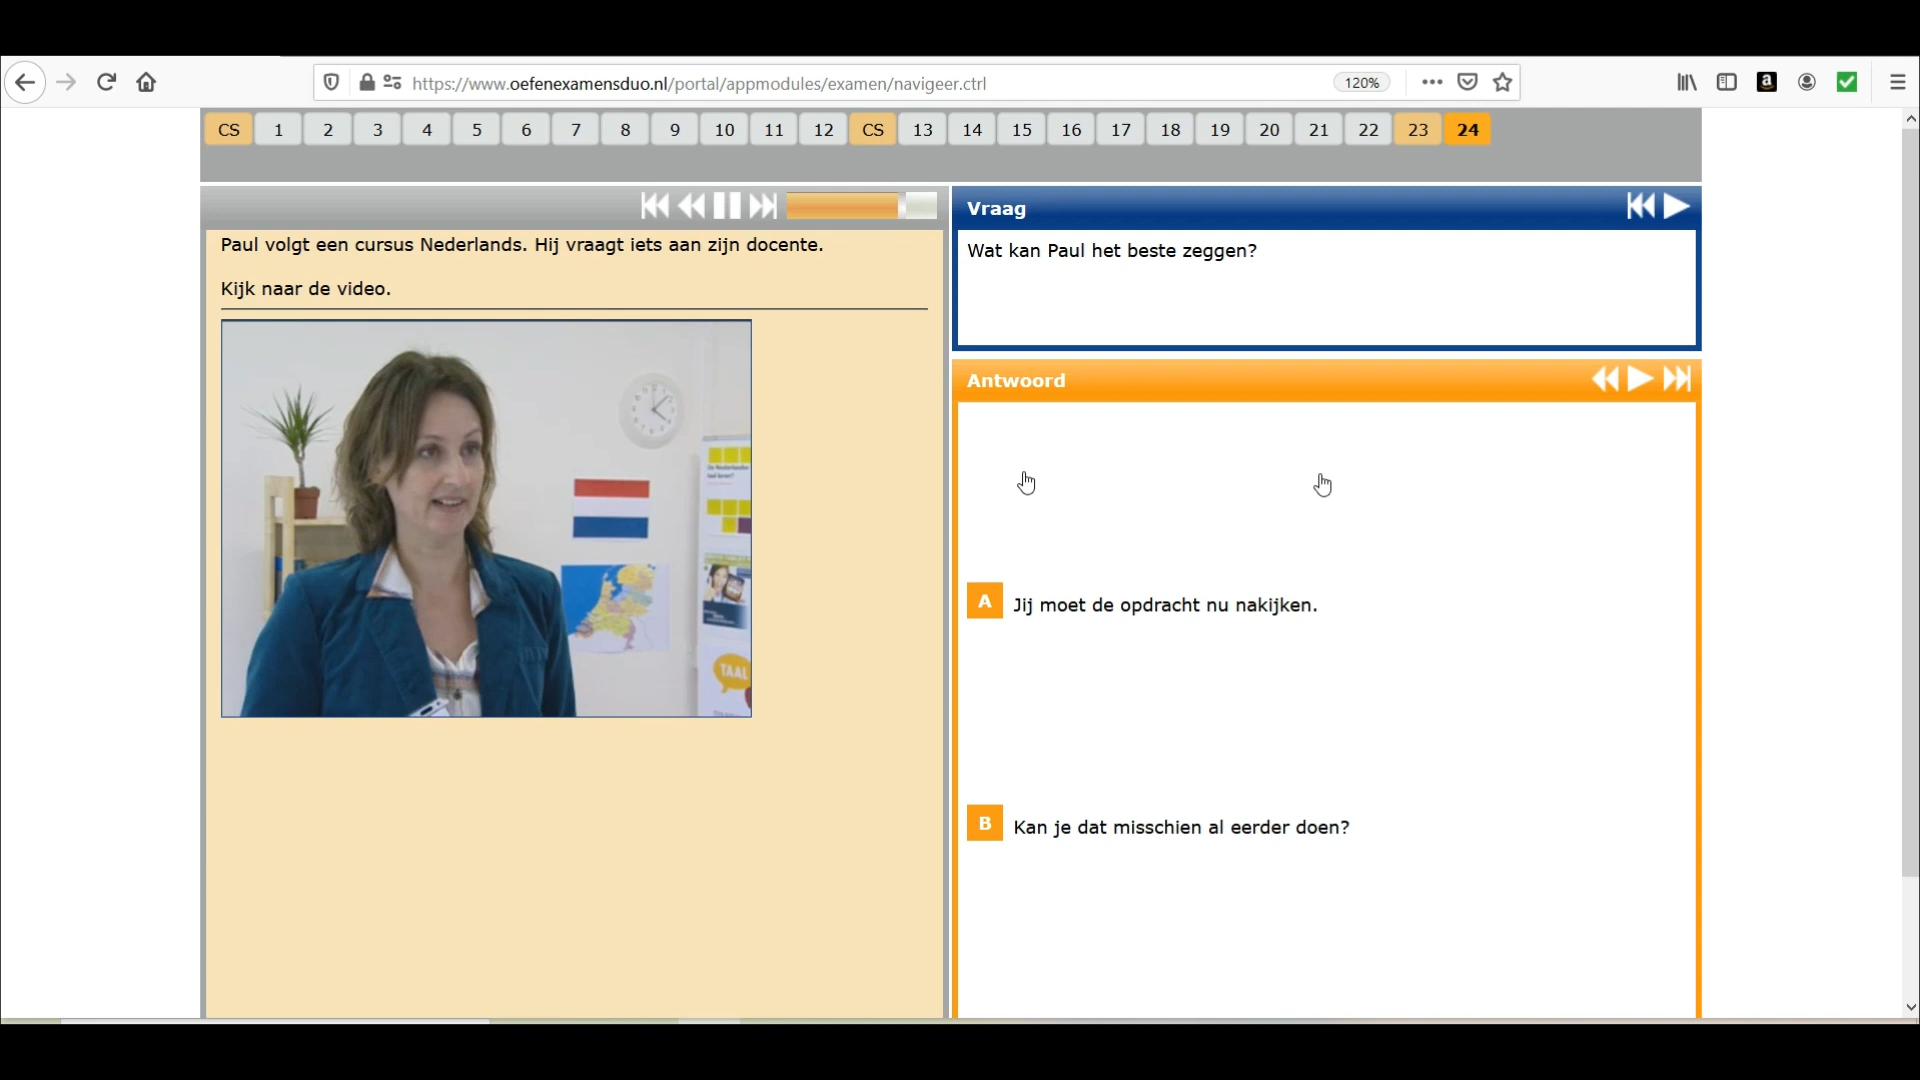 https://www.oefenexamensduo.nl/portal/appmodules/examen/navigeer.ctrl
120%
CS 1 2 3 4 5 6 7 8 9 10 11 12 CS 13 14 15 16 17 18 19 20 21 22 23 24
Paul volgt een cursus Nederlands. Hij vraagt iets aan zijn docente.
Kijk naar de video.
TAAL
Vraag
Wat kan Paul het beste zeggen?
Antwoord
A Jij moet de opdracht nu nakijken.
B Kan je dat misschien al eerder doen?